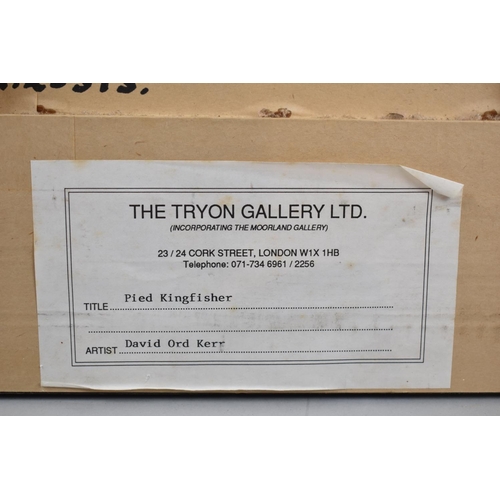 THE TRYON GALLERY LTD.
(INCORPORATING THE MOORLAND GALLERY)
23 / 24 CORK STREET, LONDON W1X 1HB
Telephone: 071-734 6961 / 2256
TITLE Pied Kingfisher
ARTIST David Ord Kerr